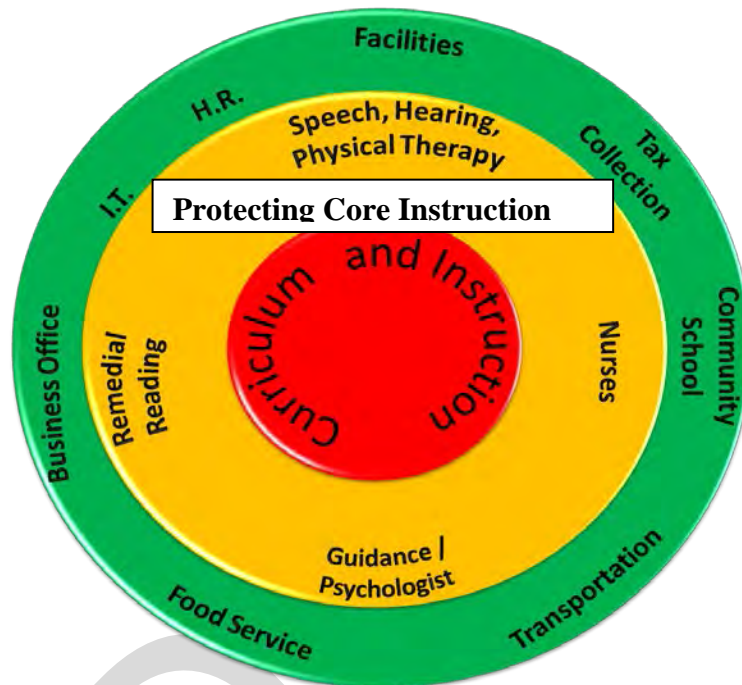 Facilities
H.R.
Tax
Collection
I.T.
Speech, Hearing,
Physical Therapy
Protecting Core Instruction
Curriculum and Instruction
Community
School
Business Office
Remedial
Reading
Nurses
Guidance /
Psychologist
Food Service
Transportation